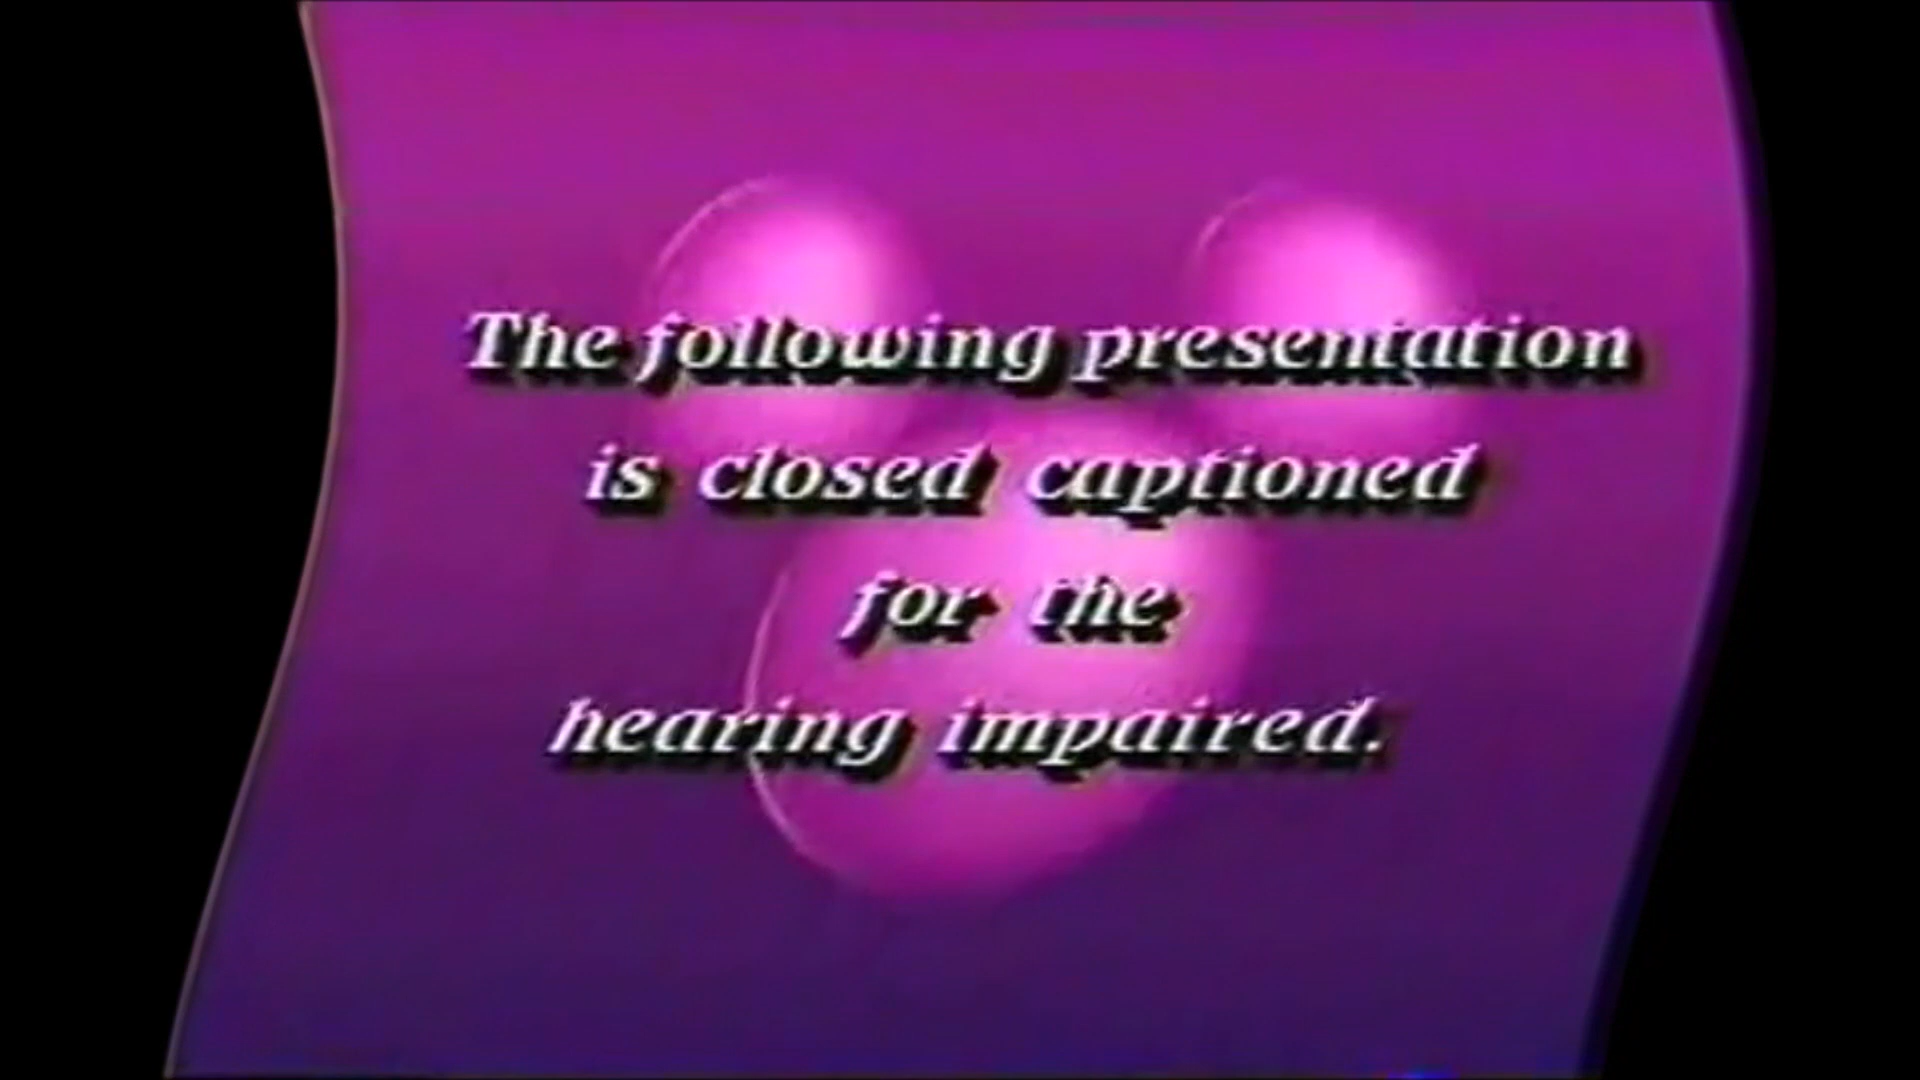 The following presentation
is closed captioned
for the
hearing impaired.